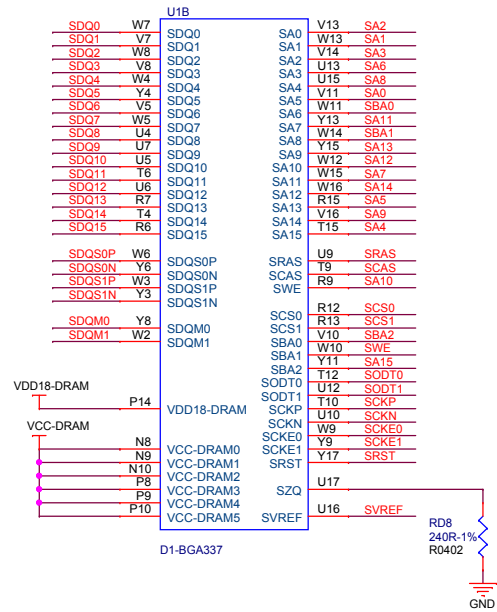 U1B
SDQ0 W7 SDQ0 SA0 V13 SA2
SDQ1 V7 SDQ1 SA1 W13 SA1
SDQ2 W8 SDQ2 SA2 V14 SA3
SDQ3 V8 SDQ3 SA3 U13 SA6
SDQ4 W4 SDQ4 SA4 U15 SA8
SDQ5 Y4 SDQ5 SA5 V11 SA0
SDQ6 V5 SDQ6 SA6 W11 SBA0
SDQ7 W5 SDQ7 SA7 Y13 SA11
SDQ8 U4 SDQ8 SA8 W14 SBA1
SDQ9 U7 SDQ9 SA9 Y15 SA13
SDQ10 U5 SDQ10 SA10 W12 SA12
SDQ11 T6 SDQ11 SA11 W15 SA7
SDQ12 U6 SDQ12 SA12 W16 SA14
SDQ13 R7 SDQ13 SA13 R15 SA5
SDQ14 T4 SDQ14 SA14 V16 SA9
SDQ15 R6 SDQ15 SA15 T15 SA4
SDQS0P W6 SDQS0P SRAS U9 SRAS
SDQS0N Y6 SDQS0N SCAS T9 SCAS
SDQS1P W3 SDQS1P SWE R9 SA10
SDQS1N Y3 SDQS1N
SCS0 R12 SCS0
SDQM0 Y8 SDQM0 SCS1 R13 SCS1
SDQM1 W2 SDQM1 SBA0 V10 SBA2
SBA1 W10 SWE
SBA2 Y11 SA15
SODT0 T12 SODT0
SODT1 U12 SODT1
VDD18-DRAM
P14 VDD18-DRAM SCKP T10 SCKP
SCKN U10 SCKN
VCC-DRAM
SCKE0 W9 SCKE0
N8 VCC-DRAM0 SCKE1 Y9 SCKE1
N9 VCC-DRAM1 SRST Y17 SRST
N10 VCC-DRAM2
P8 VCC-DRAM3 SZQ U17
P9 VCC-DRAM4
P10 VCC-DRAM5 SVREF U16 SVREF
RD8
240R-1%
R0402
D1-BGA337
GND